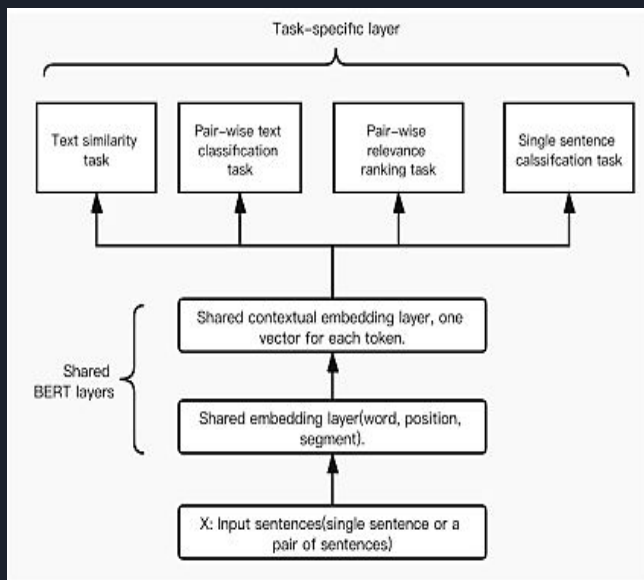 Task-specific layer
Text similarity
task
Pair-wise text
classification
task
Pair-wise
relevance
ranking task
Single sentence
calssifcation task
Shared contextual embedding layer, one
vector for each token.
Shared
BERT layers
Shared embedding layer(word, position,
segment).
X: Input sentences(single sentence or a
pair of sentences)